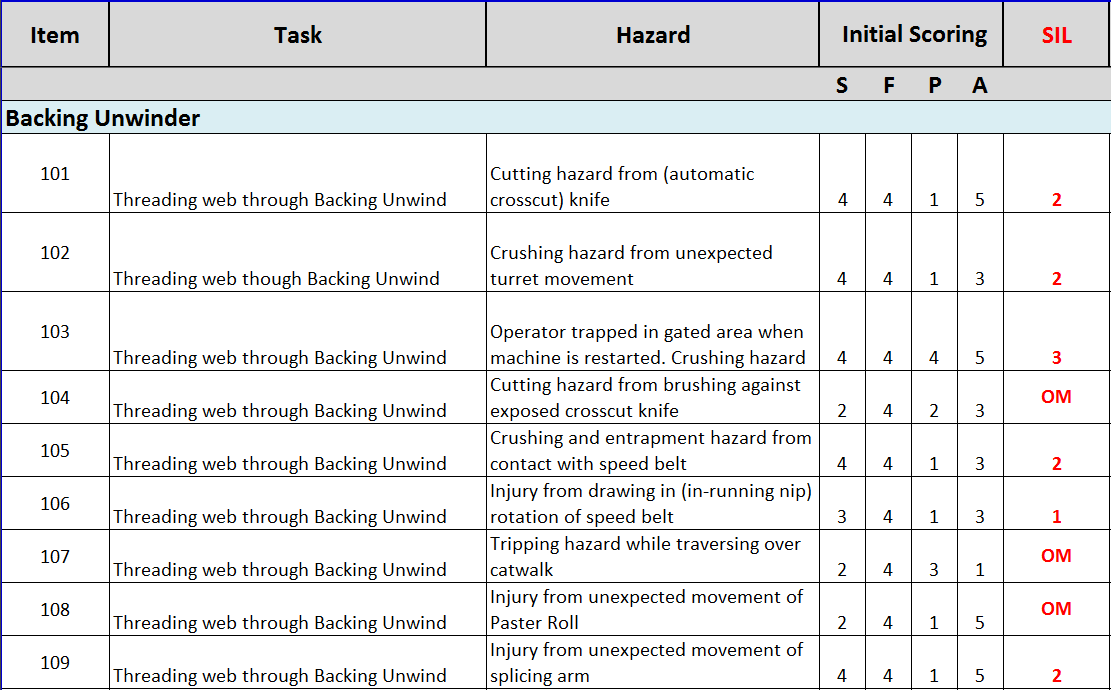 Item Task Hazard Initial Scoring SIL
S F P A
Backing Unwinder
101 Threading web through Backing Unwind Cutting hazard from (automatic
crosscut) knife 4 4 1 5 2
102 Threading web though Backing Unwind Crushing hazard from unexpected
turret movement 4 4 1 3 2
103 Threading web through Backing Unwind Operator trapped in gated area when
machine is restarted. Crushing hazard 4 4 4 5 3
104 Threading web through Backing Unwind Cutting hazard from brushing against
exposed crosscut knife 2 4 2 3 OM
105 Threading web through Backing Unwind Crushing and entrapment hazard from
contact with speed belt 4 4 1 3 2
106 Threading web through Backing Unwind Injury from drawing in (in-running nip)
rotation of speed belt 3 4 1 3 1
107 Threading web through Backing Unwind Tripping hazard while traversing over
catwalk 2 4 3 1 OM
108 Threading web through Backing Unwind Injury from unexpected movement of
Paster Roll 2 4 1 5 OM
109 Threading web through Backing Unwind Injury from unexpected movement of
splicing arm 4 4 1 5 2